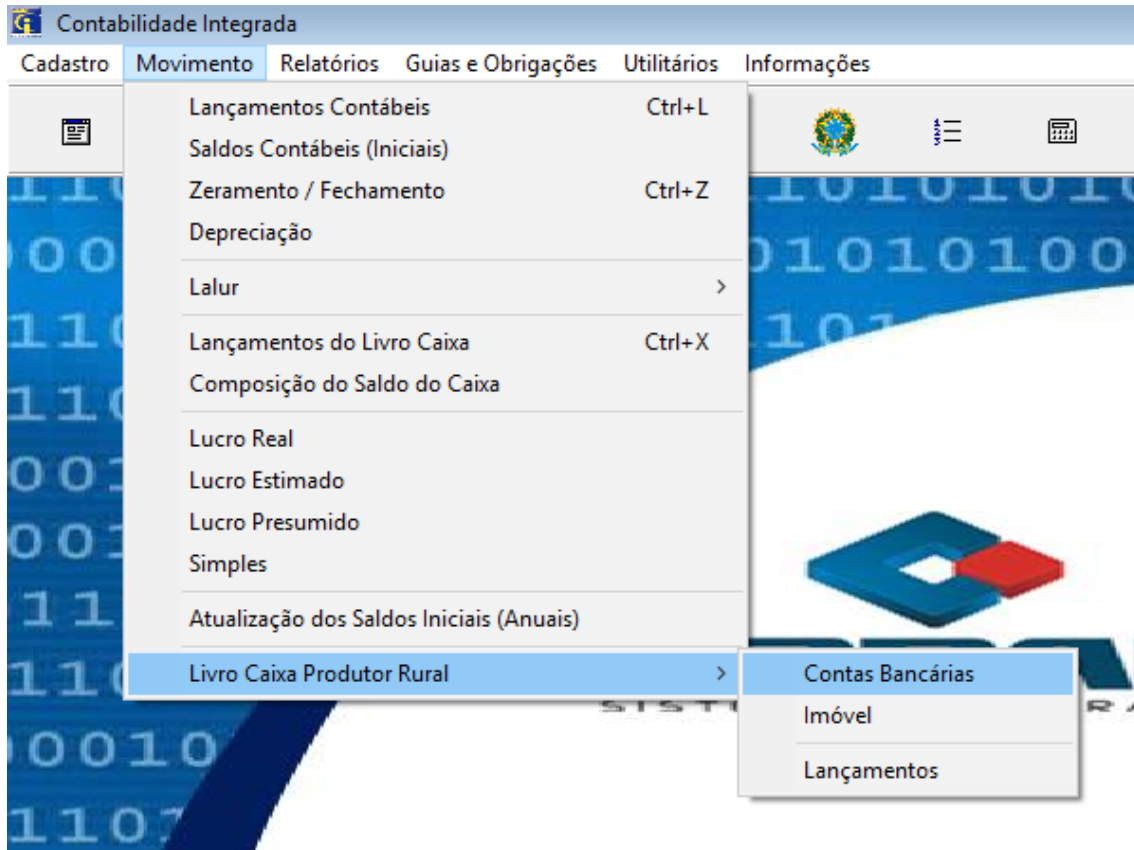 Contabilidade Integrada
Cadastro Movimento Relatórios Guias e Obrigações Utilitários Informações
Lançamentos Contábeis Ctrl+L
Saldos Contábeis (Iniciais)
Zeramento / Fechamento Ctrl+Z
Depreciação
Lalur
Lançamentos do Livro Caixa Ctrl+X
Composição do Saldo do Caixa
Lucro Real
Lucro Estimado
Lucro Presumido
Simples
Atualização dos Saldos Iniciais (Anuais)
Livro Caixa Produtor Rural
Contas Bancárias
Imóvel
Lançamentos